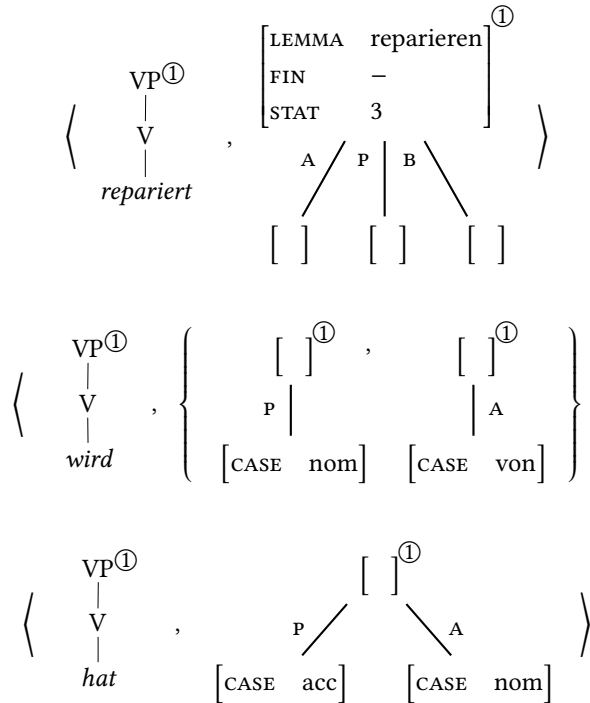 ①
[LEMMA reparieren]
VP① FIN –
STAT 3
⟨ V , ⟩
A P B
repariert
[ ] [ ] [ ]
VP① [ ]① , [ ]①
⟨ V , { P A }
wird [CASE nom] [CASE von]
VP① [ ]①
⟨ V , P A ⟩
hat [CASE acc] [CASE nom]